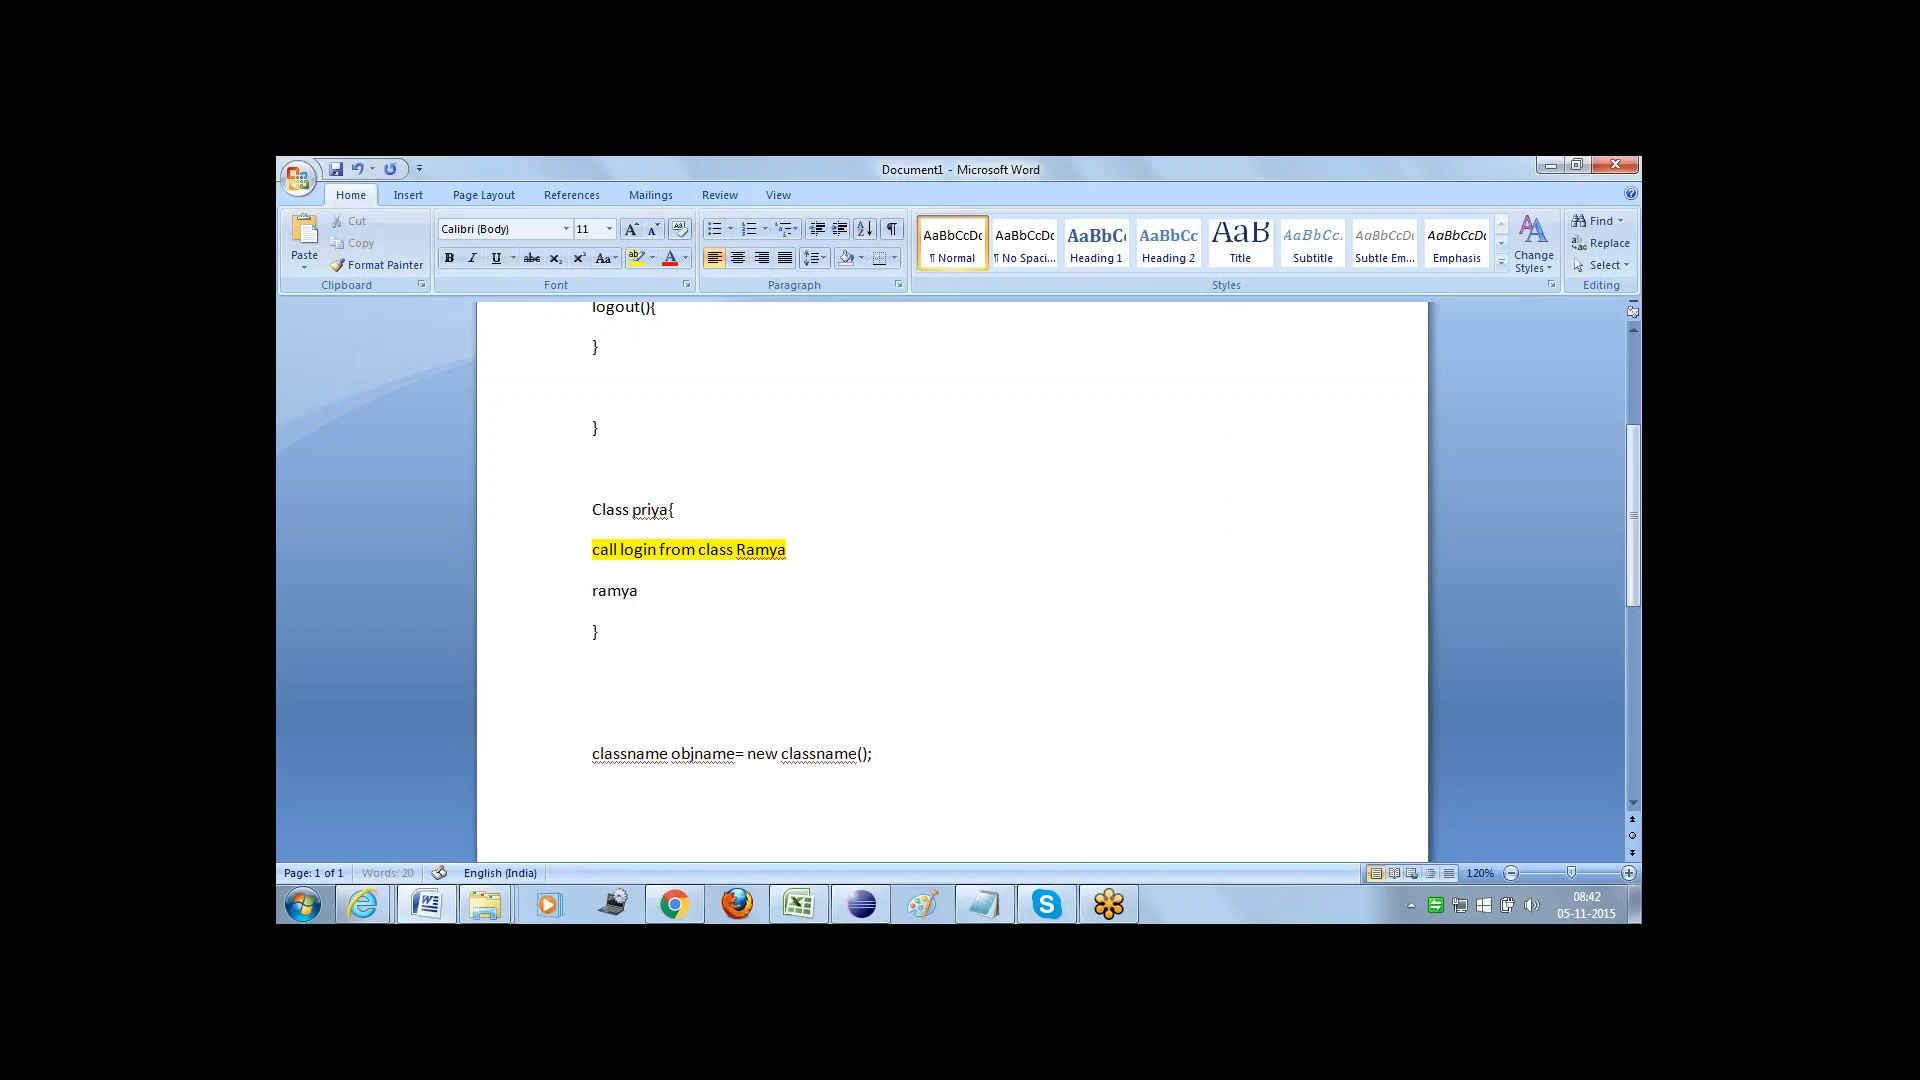 Document1 - Microsoft Word
Home Insert Page Layout References Mailings Review View
Paste
Cut
Copy
Format Painter
Clipboard
Calibri (Body) 11
Font
Paragraph
AaBbCcDc AaBbCcDc AaBbC AaBbCc AaB AaBbCc. AaBbCcDc AaBbCcDc
¶ Normal ¶ No Spaci... Heading 1 Heading 2 Title Subtitle Subtle Em... Emphasis
Change Styles
Styles
Find
Replace
Select
Editing
logout(){
}
}
Class priya{
call login from class Ramya
ramya
}
classname objname= new classname();
Page: 1 of 1 Words: 20 English (India) 120%
08:42
05-11-2015